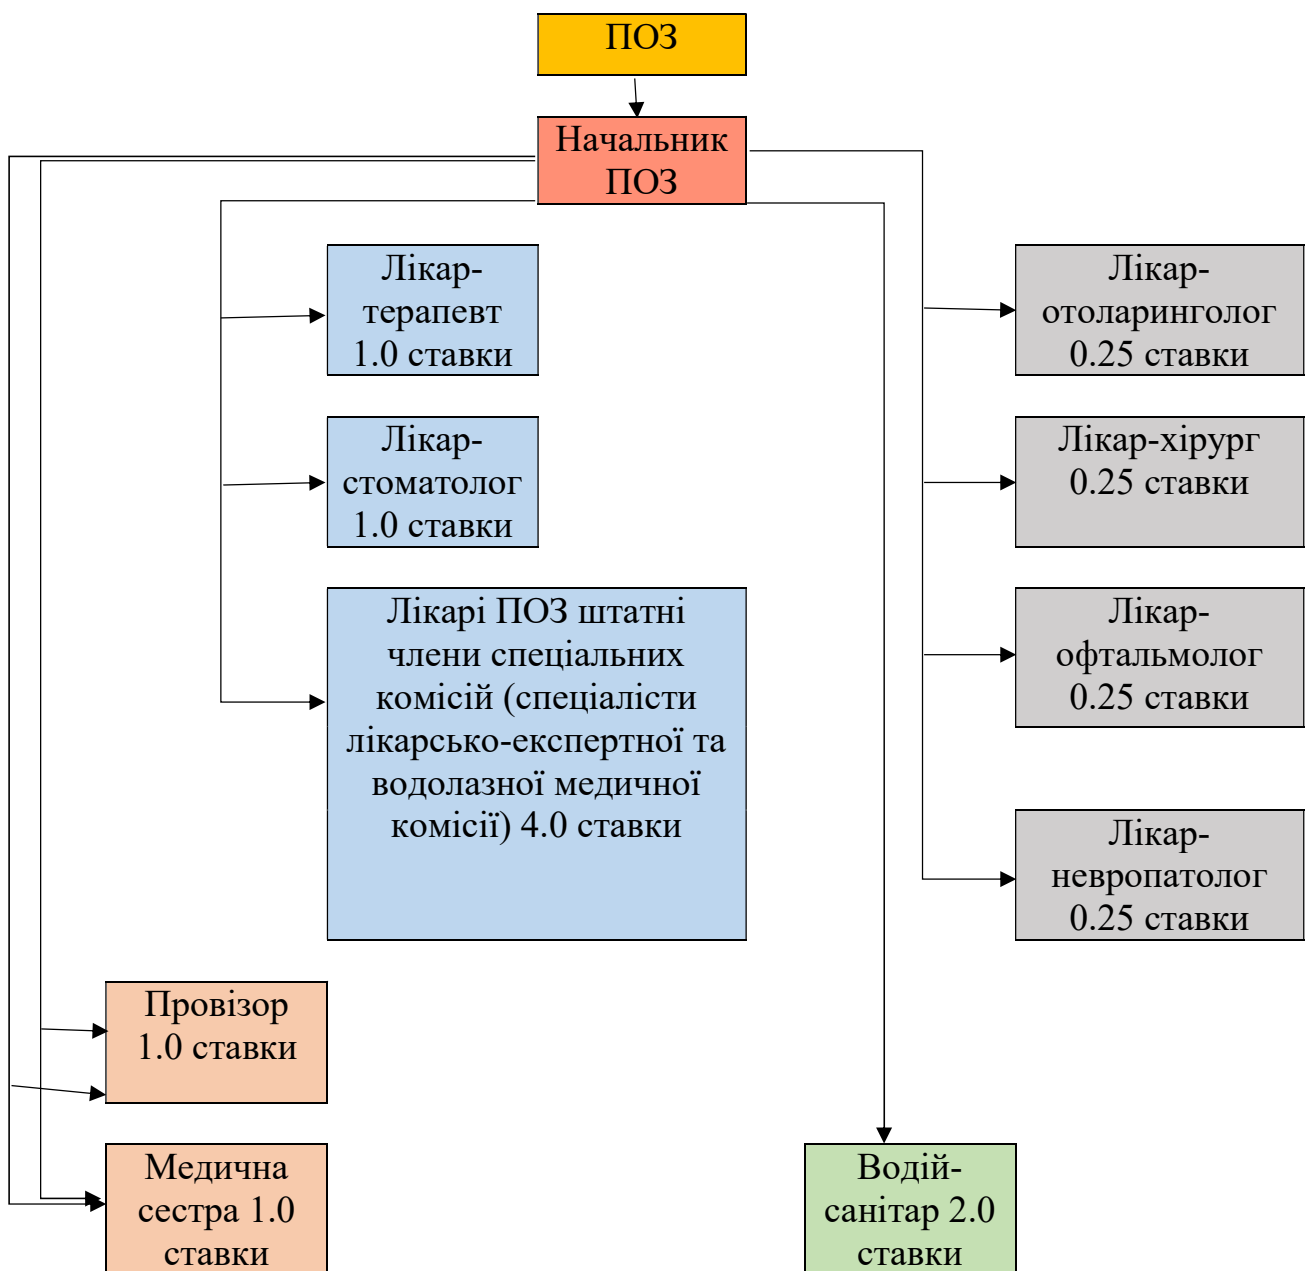 ПОЗ
Начальник
ПОЗ
Лікар-
терапевт
1.0 ставки
Лікар-
отоларинголог
0.25 ставки
Лікар-
стоматолог
1.0 ставки
Лікар-хірург
0.25 ставки
Лікарі ПОЗ штатні
члени спеціальних
комісій (спеціалісти
лікарсько-експертної та
водолазної медичної
комісії) 4.0 ставки
Лікар-
офтальмолог
0.25 ставки
Лікар-
невропатолог
0.25 ставки
Провізор
1.0 ставки
Медична
сестра 1.0
ставки
Водій-
санітар 2.0
ставки